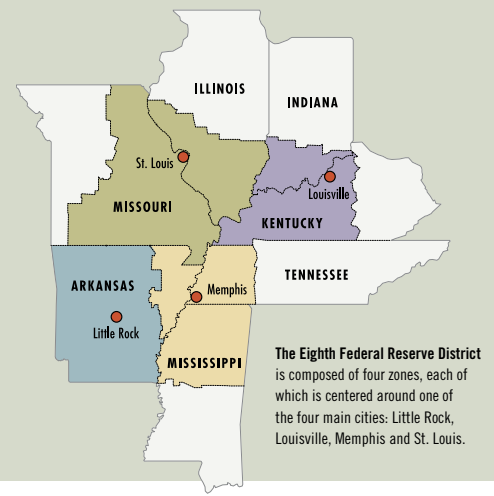 ILLINOIS
INDIANA
St. Louis
Louisville
MISSOURI
KENTUCKY
TENNESSEE
ARKANSAS
Memphis
Little Rock
MISSISSIPPI
The Eighth Federal Reserve District
is composed of four zones, each of
which is centered around one of
the four main cities: Little Rock,
Louisville, Memphis and St. Louis.